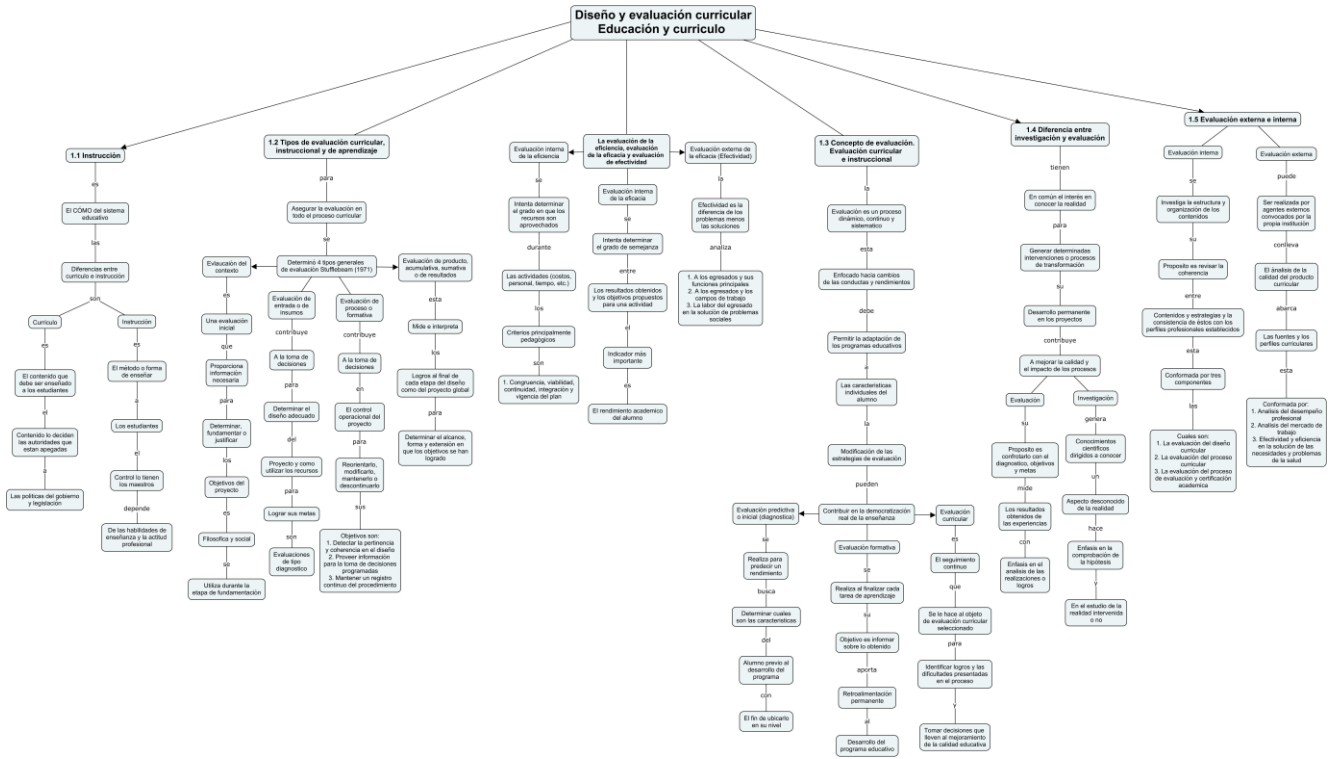 Diseño y evaluación curricular
Educación y curriculo
1.1 Instrucción
es
El CÓMO del sistema
educativo
las
Diferencias entre
curriculo e instrucción
son
Curriculo
es
El contenido que
debe ser enseñado
a los estudiantes
el
Contenido lo deciden
las autoridades que
estan apegadas
a
Las politicas del gobierno
y legislación
Instrucción
es
El método o forma
de enseñar
a
Los estudiantes
el
Control lo tienen
los maestros
depende
De las habilidades de
enseñanza y la actitud
profesional
1.2 Tipos de evaluación curricular,
instruccional y de aprendizaje
para
Asegurar la evaluación en
todo el proceso curricular
se
Determinó 4 tipos generales
de evaluación Stufflebeam (1971)
Evlaucaión del
contexto
es
Una evaluación
inicial
que
Proporciona
información
necesaria
para
Determinar,
fundamentar o
justificar
los
Objetivos del
proyecto
es
Filosofica y social
se
Utiliza durante la
etapa de fundamentación
Evaluación de
entrada o de
insumos
contribuye
A la toma de
decisiones
para
Determinar el
diseño adecuado
del
Proyecto y como
utilizar los recursos
para
Lograr sus metas
son
Evaluaciones
de tipo
diagnostico
Evaluación de
proceso o
formativa
contribuye
A la toma de
decisiones
en
El control
operacional del
proyecto
para
Reorientarlo,
modificarlo,
mantenerlo o
descontinuarlo
sus
Objetivos son:
1. Detectar la pertinencia
y coherencia en el diseño
2. Proveer información
para la toma de decisiones
programadas
3. Mantener un registro
continuo del procedimiento
Evaluación de producto,
acumulativa, sumativa
o de resultados
esta
Mide e interpreta
los
Logros al final de
cada etapa del diseño
como del proyecto global
para
Determinar el alcance,
forma y extensión en
que los objetivos se han
logrado
La evaluación de la
eficiencia, evaluación
de la eficacia y evaluación
de efectividad
Evaluación interna
de la eficiencia
se
Intenta determinar
el grado en que los
recursos son
aprovechados
durante
Las actividades (costos,
personal, tiempo, etc.)
los
Criterios principalmente
pedagógicos
son
1. Congruencia, viabilidad,
continuidad, integración y
vigencia del plan
Evaluación interna
de la eficacia
se
Intenta determinar
el grado de semejanza
entre
Los resultados obtenidos
y los objetivos propuestos
para una actividad
el
Indicador más
importante
es
El rendimiento academico
del alumno
Evaluación externa de
la eficacia (Efectividad)
la
Efectividad es la
diferencia de los
problemas menos
las soluciones
analiza
1. A los egresados y sus
funciones principales
2. A los egresados y los
campos de trabajo
3. La labor del egresado
en la solución de problemas
sociales
1.3 Concepto de evaluación.
Evaluación curricular
e instruccional
la
Evaluación es un proceso
dinámico, continuo y
sistematico
esta
Enfocado hacia cambios
de las conductas y rendimientos
debe
Permitir la adaptación de
los programas educativos
a
Las características
individuales del
alumno
la
Modificación de las
estrategias de evaluación
pueden
Contribuir en la democratización
real de la enseñanza
Evaluación predictiva
o inicial (diagnostica)
se
Realiza para
predecir un
rendimiento
busca
Determinar cuales
son las características
del
Alumno previo al
desarrollo del
programa
con
El fin de ubicarlo
en su nivel
Evaluación formativa
se
Realiza al finalizar cada
tarea de aprendizaje
su
Objetivo es informar
sobre lo obtenido
aporta
Retroalimentación
permanente
al
Desarrollo del
programa educativo
Evaluación
curricular
es
El seguimiento
continuo
que
Se le hace al objeto
de evaluación curricular
seleccionado
para
Identificar logros y las
dificultades presentadas
en el proceso
y
Tomar decisiones que
lleven al mejoramiento
de la calidad educativa
1.4 Diferencia entre
investigación y evaluación
tienen
En común el interés en
conocer la realidad
para
Generar determinadas
intervenciones o procesos
de transformación
su
Desarrollo permanente
en los proyectos
contribuye
A mejorar la calidad y
el impacto de los procesos
Evaluación
su
Proposito es
confrotarlo con el
diagnostico, objetivos
y metas
mide
Los resultados
obtenidos de
las experiencias
con
Enfasis en el
analisis de las
realizaciones o
logros
Investigación
genera
Conocimientos
cientificos
dirigidos a conocer
un
Aspecto desconocido
de la realidad
hace
Enfasis en la
comprobación de
la hipótesis
y
En el estudio de la
realidad intervenida
o no
1.5 Evaluación externa e interna
Evaluación interna
se
Investiga la estructura y
organización de los
contenidos
su
Proposito es revisar la
coherencia
entre
Contenidos y estrategias y la
consistencia de éstos con los
perfiles profesionales establecidos
esta
Conformada por tres
componentes
las
Cuales son:
1. La evaluación del diseño
curricular
2. La evaluación del proceso
curricular
3. La evaluación del proceso
de evaluación y certificación
academica
Evaluación externa
puede
Ser realizada por
agentes externos
convocados por la
propia institución
conlleva
El ánalisis de la
calidad del producto
curricular
aberca
Las fuentes y los
perfiles curriculares
esta
Conformada por:
1. Analisis del desempeño
profesional
2. Analisis del mercado de
trabajo
3. Efectividad y eficiencia
en la solución de las
necesidades y problemas
de la salud